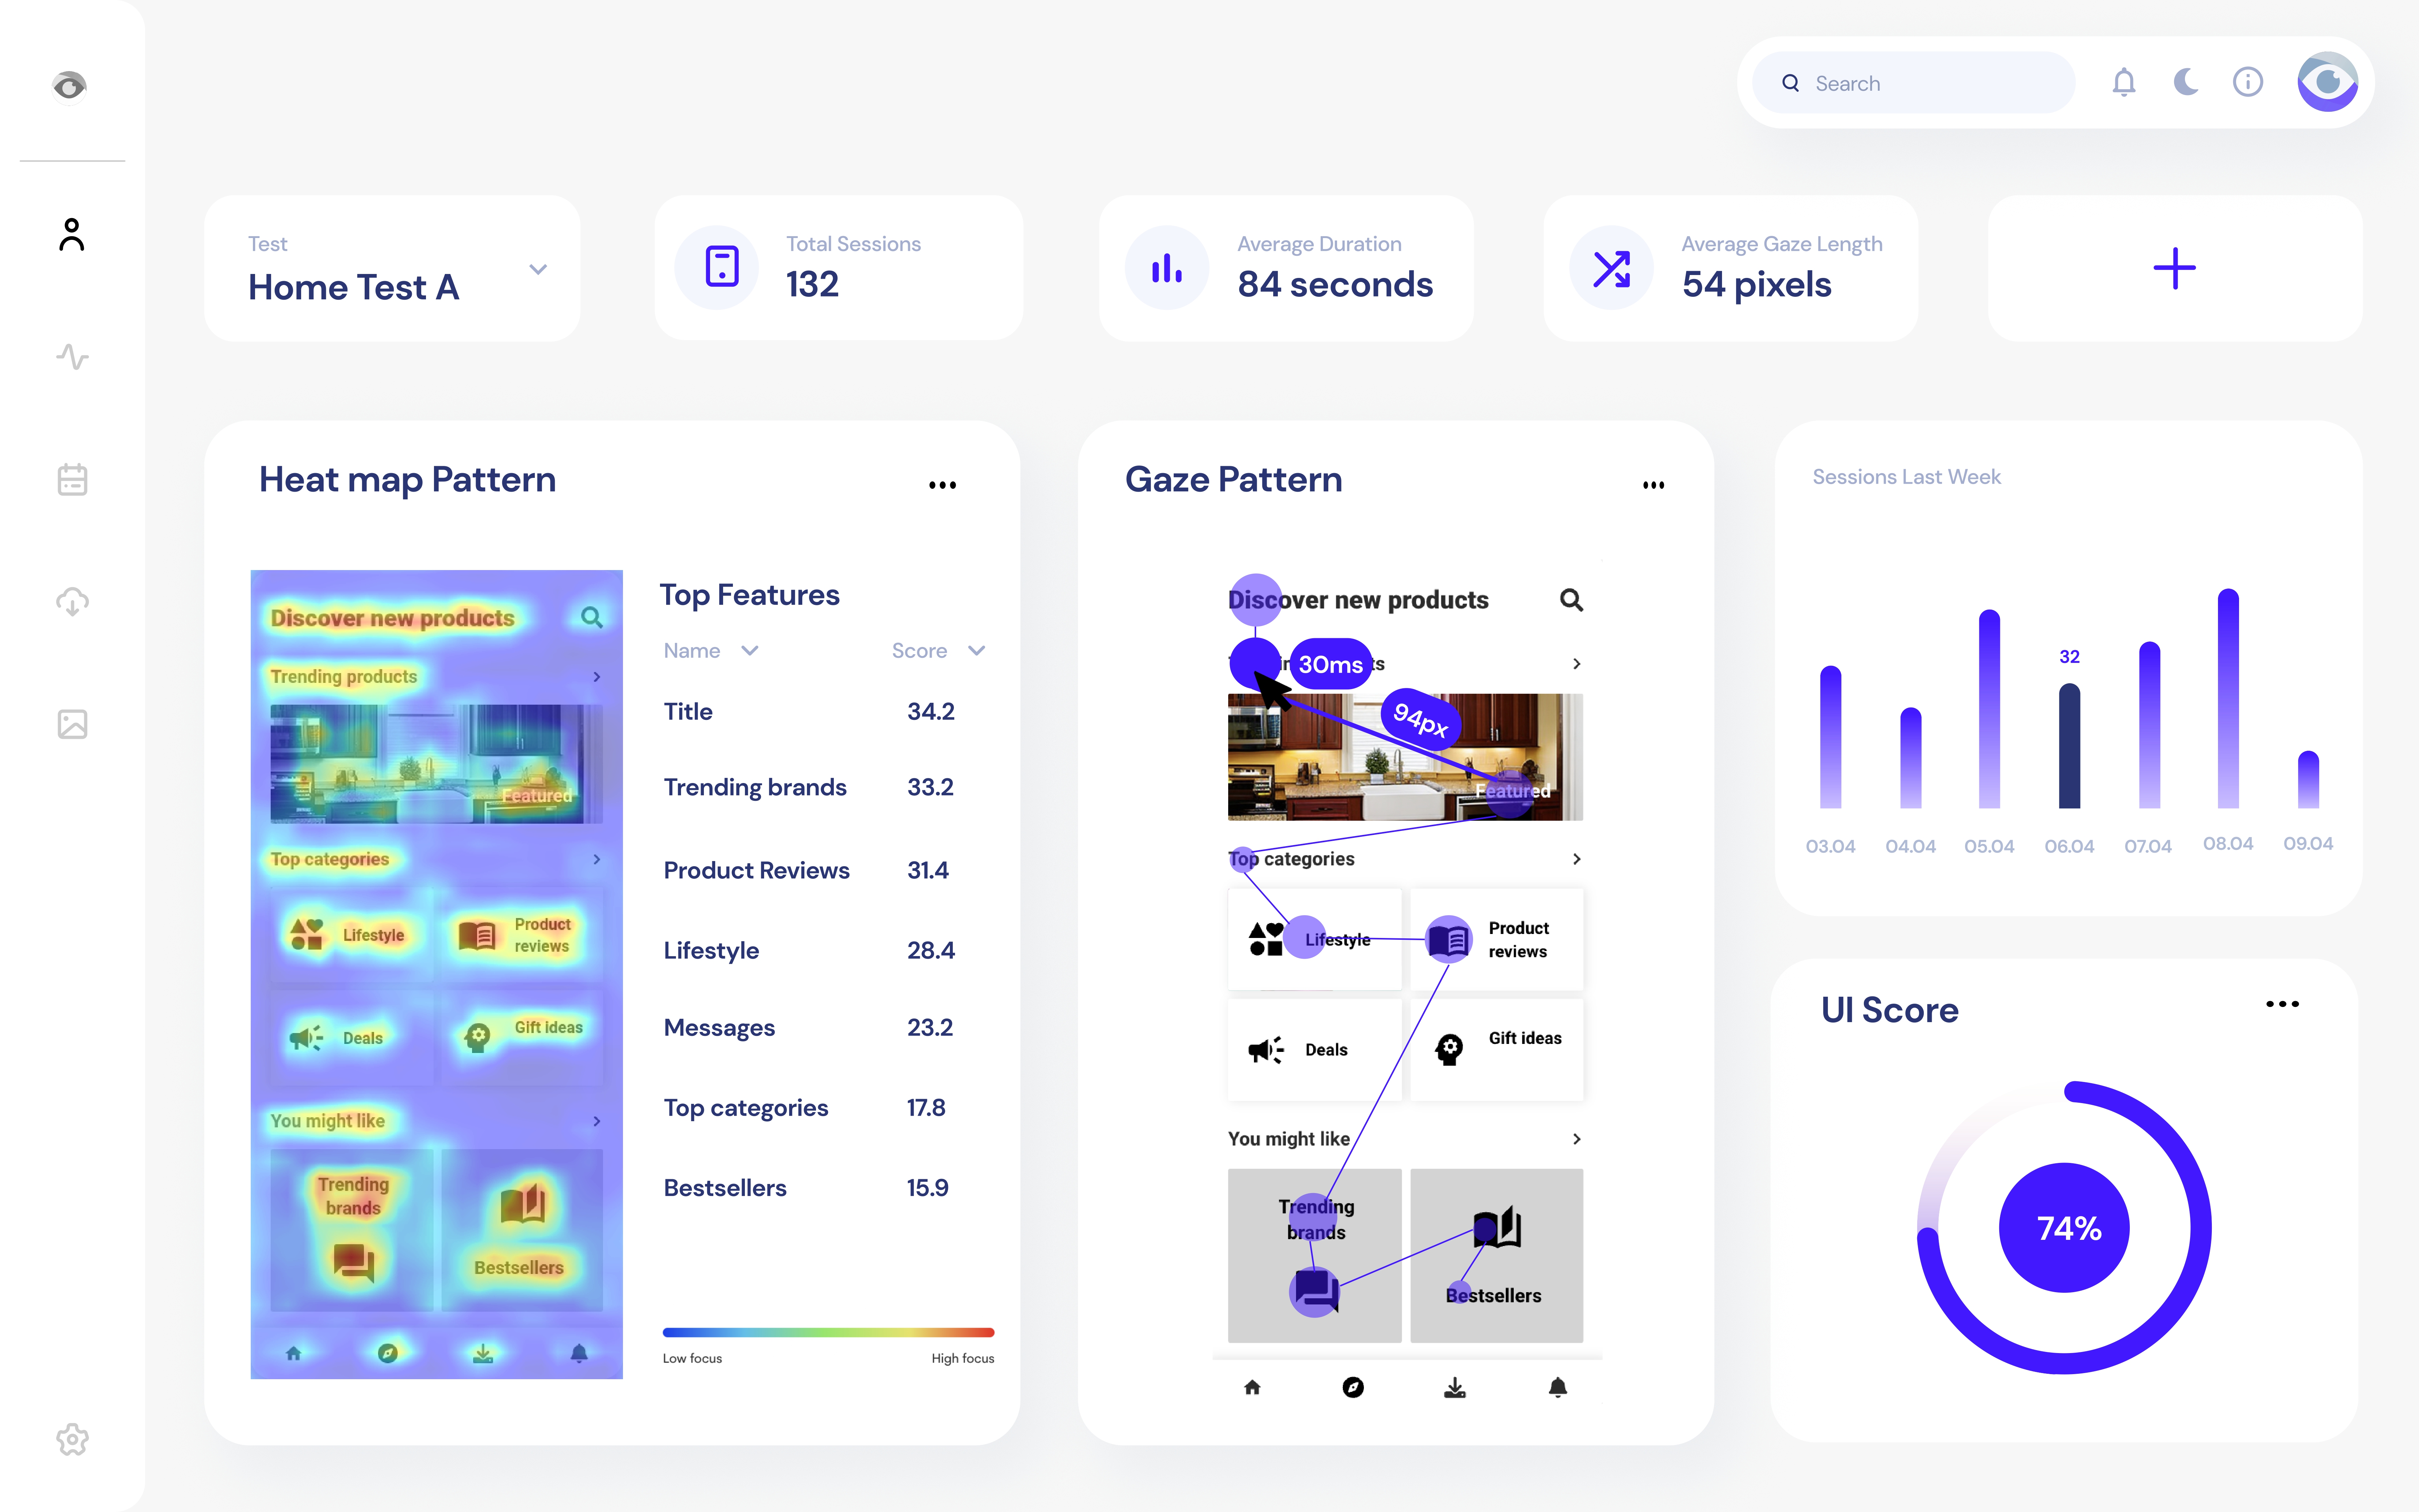 Search
Test
Home Test A
Total Sessions
132
Average Duration
84 seconds
Average Gaze Length
54 pixels
Heat map Pattern
Discover new products
Trending products
Featured
Top categories
Lifestyle
Product
reviews
Deals
Gift ideas
You might like
Trending
brands
Bestsellers
Top Features
Name
Score
Title
34.2
Trending brands
33.2
Product Reviews
31.4
Lifestyle
28.4
Messages
23.2
Top categories
17.8
Bestsellers
15.9
Low focus
High focus
Gaze Pattern
Discover new products
30ms
94px
Featured
Top categories
Lifestyle
Product
reviews
Deals
Gift ideas
You might like
Trending
brands
Bestsellers
Sessions Last Week
32
03.04
04.04
05.04
06.04
07.04
08.04
09.04
UI Score
74%